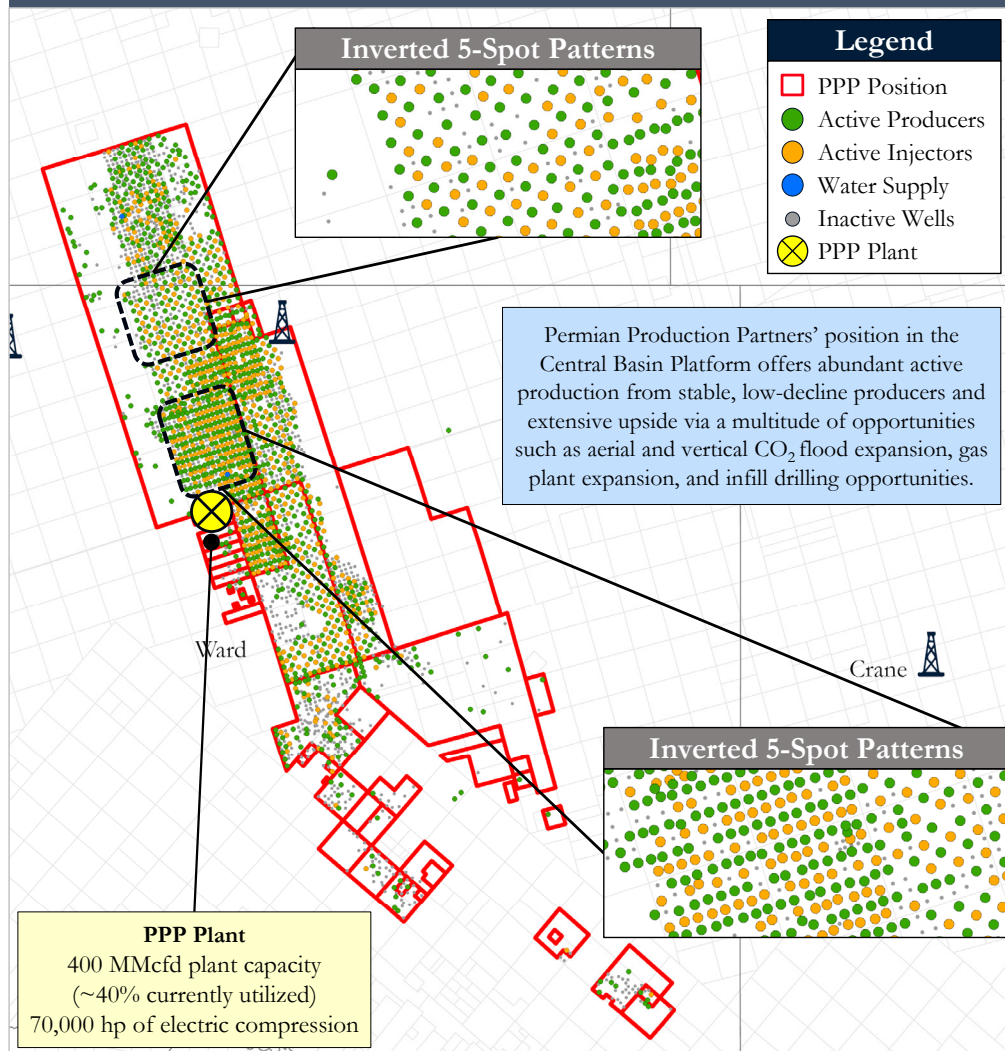 Inverted 5-Spot Patterns
Legend
PPP Position
Active Producers
Active Injectors
Water Supply
Inactive Wells
PPP Plant
Permian Production Partners’ position in the
Central Basin Platform offers abundant active
production from stable, low-decline producers and
extensive upside via a multitude of opportunities
such as aerial and vertical CO₂ flood expansion, gas
plant expansion, and infill drilling opportunities.
Ward
Crane
Inverted 5-Spot Patterns
PPP Plant
400 MMcfd plant capacity
(~40% currently utilized)
70,000 hp of electric compression